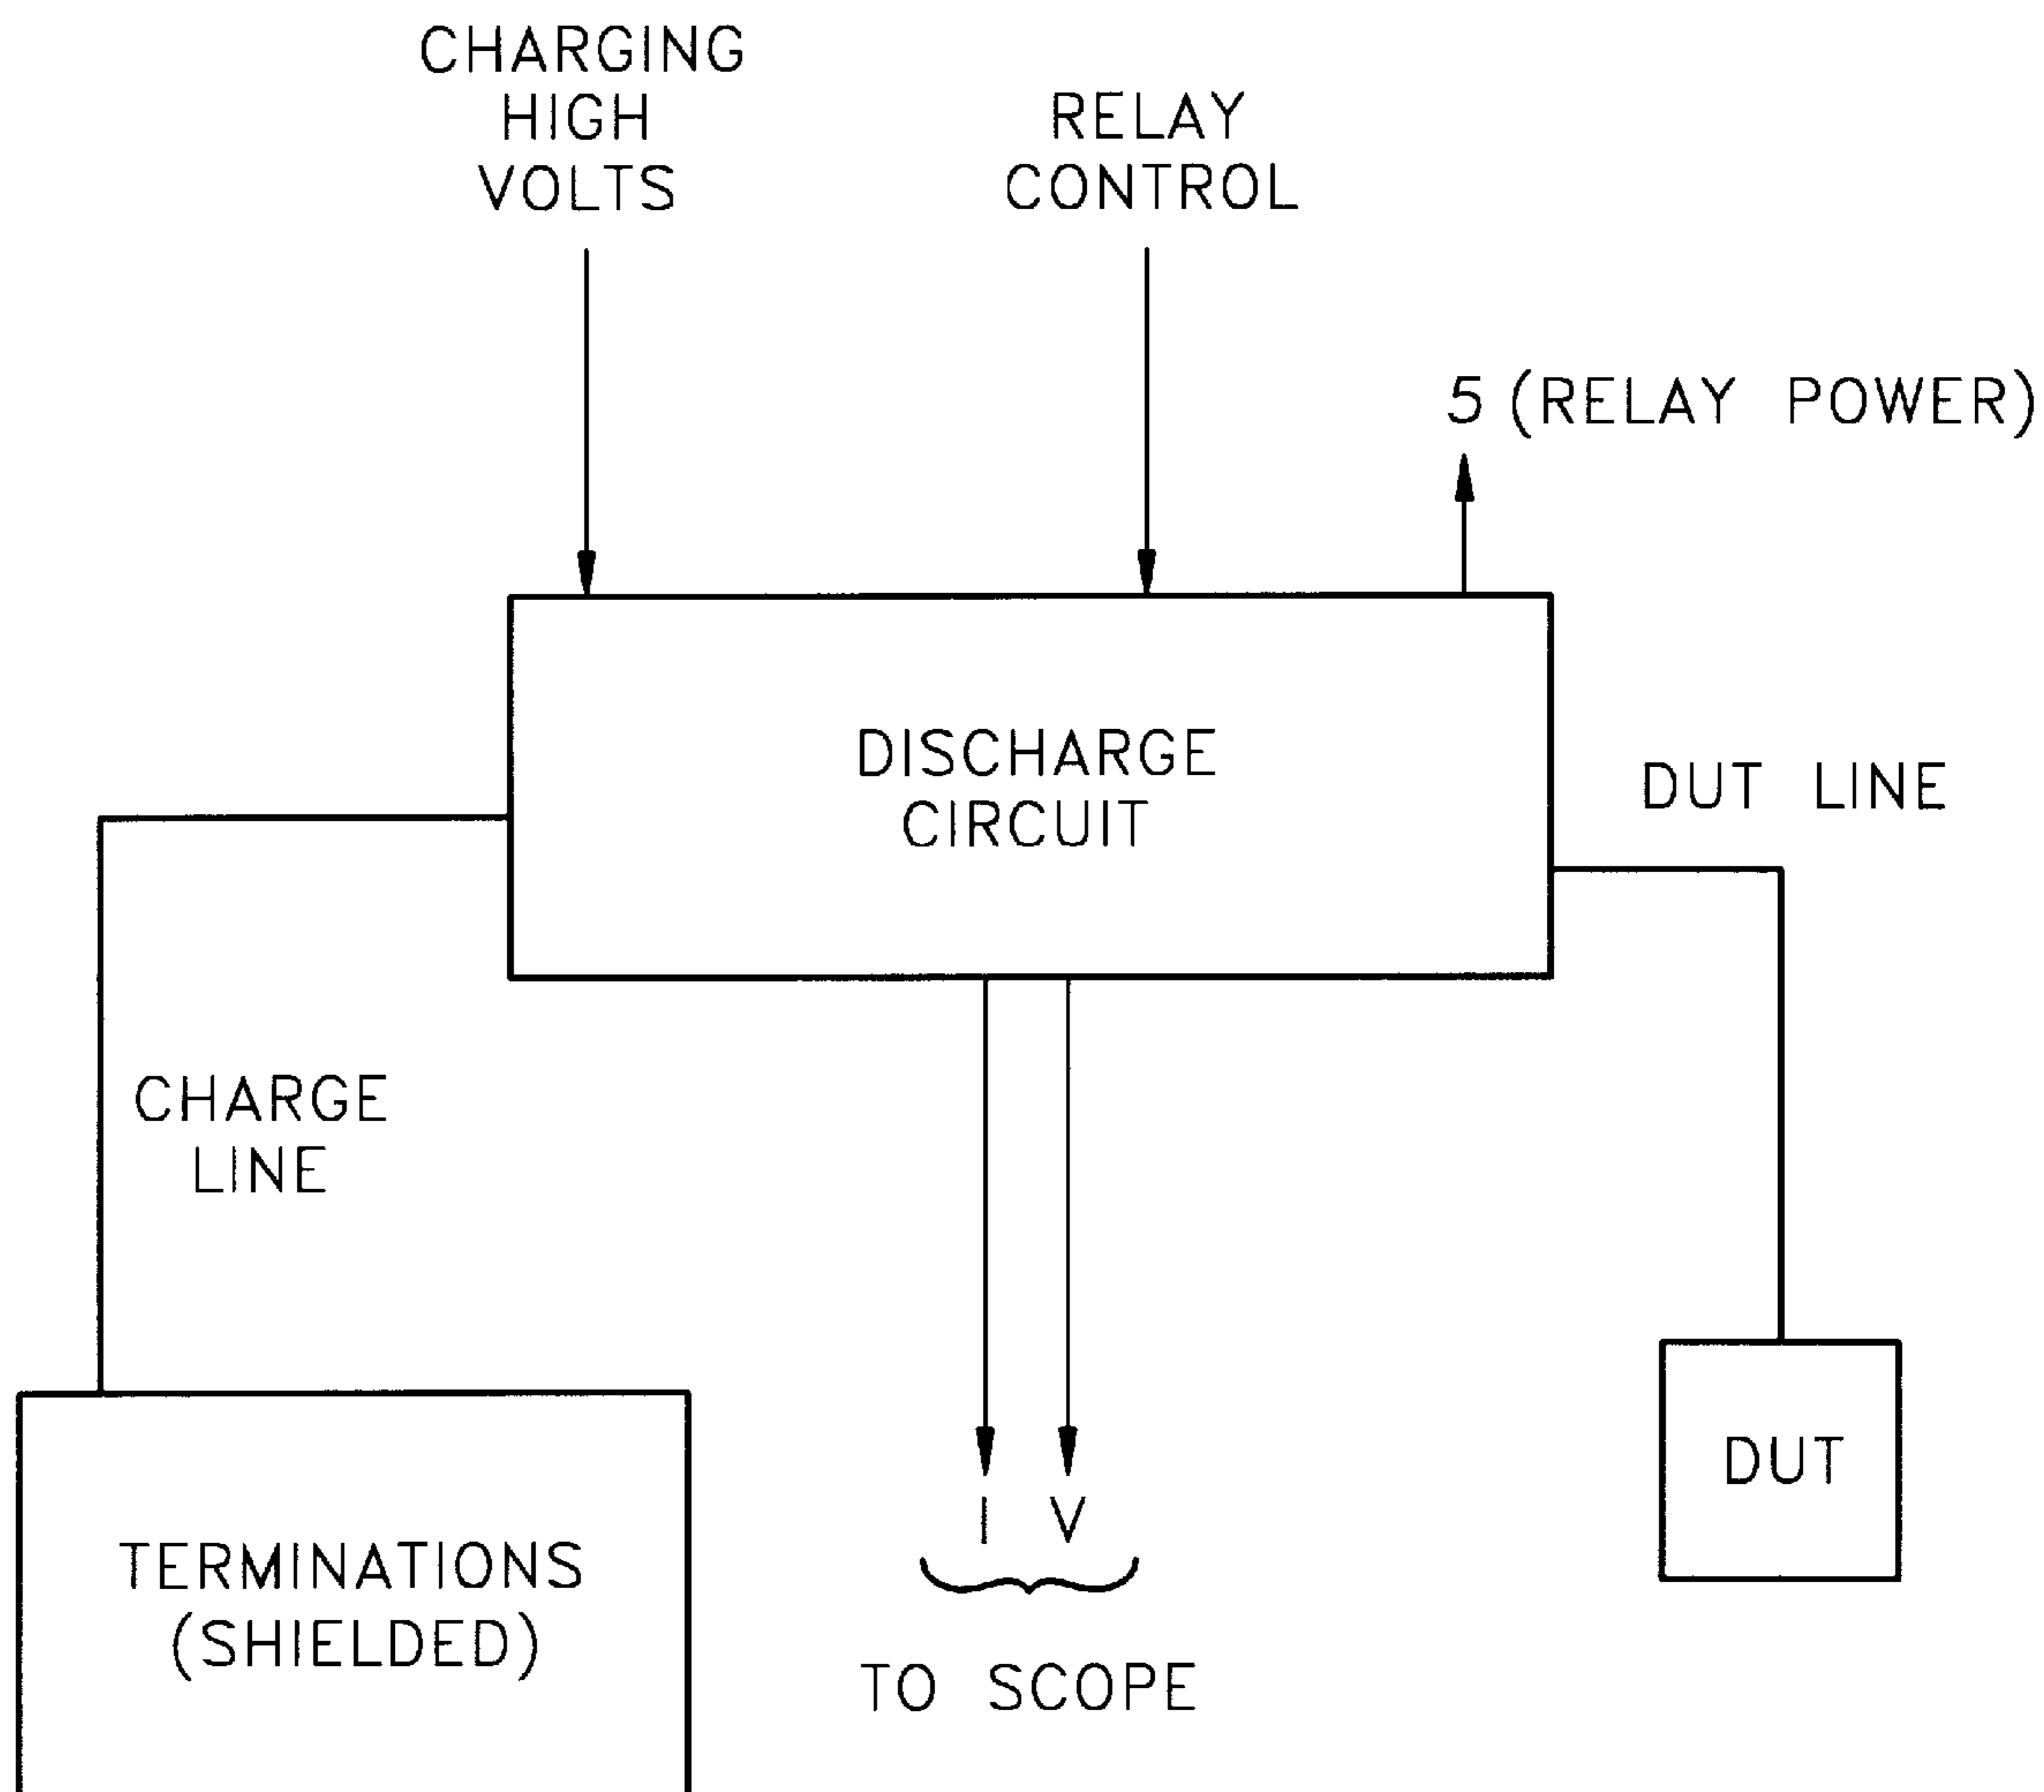 CHARGING
HIGH
VOLTS
RELAY
CONTROL
5 (RELAY POWER)
DISCHARGE
CIRCUIT
DUT LINE
CHARGE
LINE
DUT
I V
TERMINATIONS
(SHIELDED)
TO SCOPE